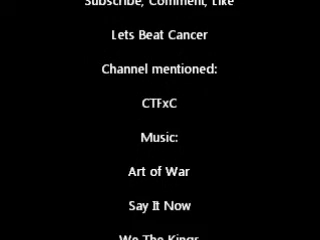 Subscribe, Comment, Like
Lets Beat Cancer
Channel mentioned:
CTFxC
Music:
Art of War
Say It Now
We The Kings